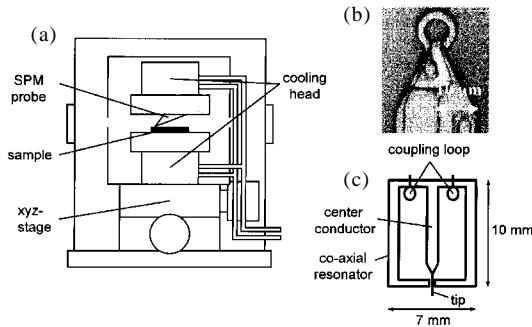 (a)
SPM
probe
sample
xyz-
stage
cooling
head
(b)
coupling loop
(c)
center
conductor
co-axial
resonator
tip
10 mm
7 mm